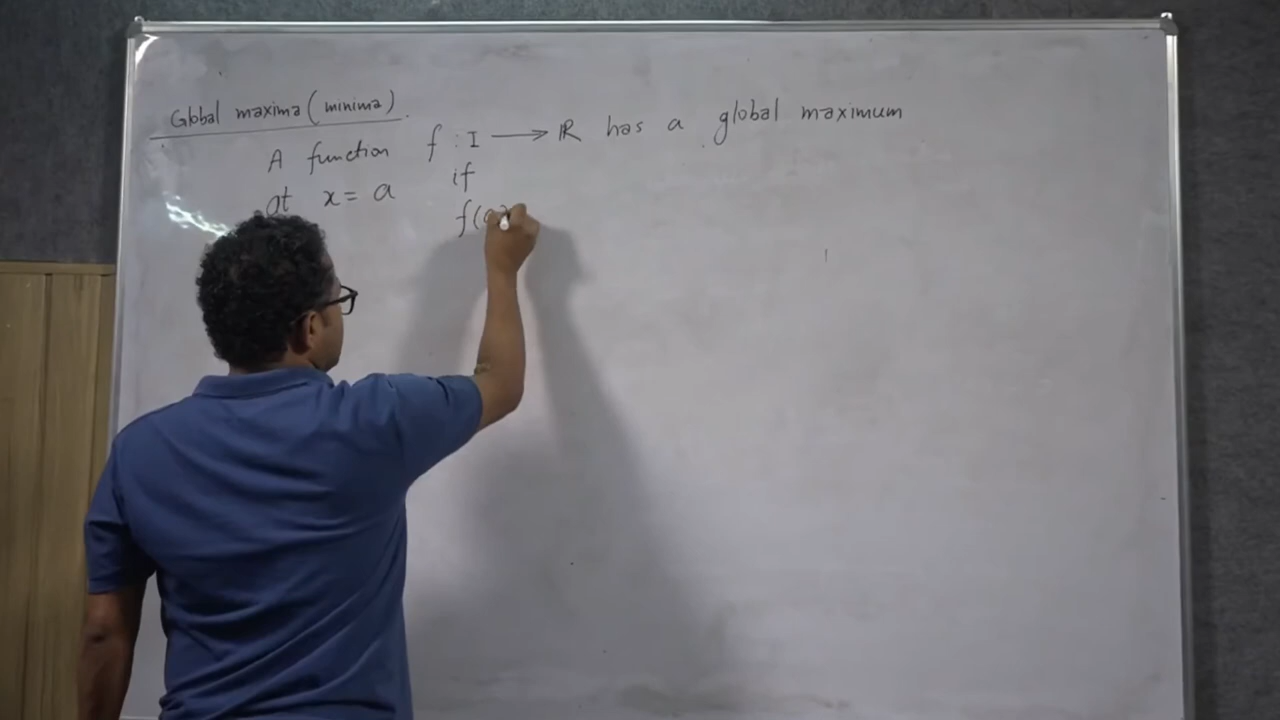 Global maxima (minima).
A function f : I ⟶ ℝ has a global maximum
at x = a if
f(a)